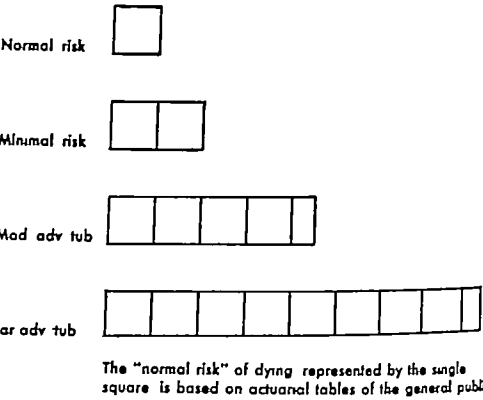 Normal risk
Minimal risk
Mod adv tub
ar adv tub
The "normal risk" of dying represented by the single
square is based on actuarial tables of the general publi